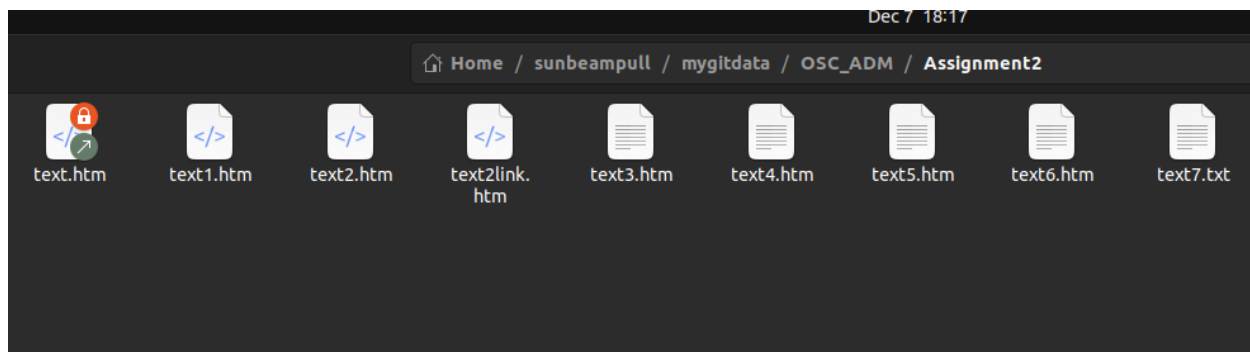 Dec 7 18:17
Home / sunbeampull / mygitdata / OSC_ADM / Assignment2
text.htm
text1.htm
text2.htm
text2link.
htm
text3.htm
text4.htm
text5.htm
text6.htm
text7.txt